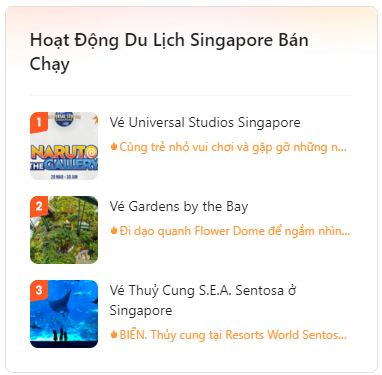 Hoạt Động Du Lịch Singapore Bán
Chạy
1
NARUTO
THE GALLERY
Vé Universal Studios Singapore
Cùng trẻ nhỏ vui chơi và gặp gỡ những n...
2
Vé Gardens by the Bay
Đi dạo quanh Flower Dome để ngắm nhìn...
3
Vé Thuỷ Cung S.E.A. Sentosa ở
Singapore
BIỂN. Thủy cung tại Resorts World Sentos...